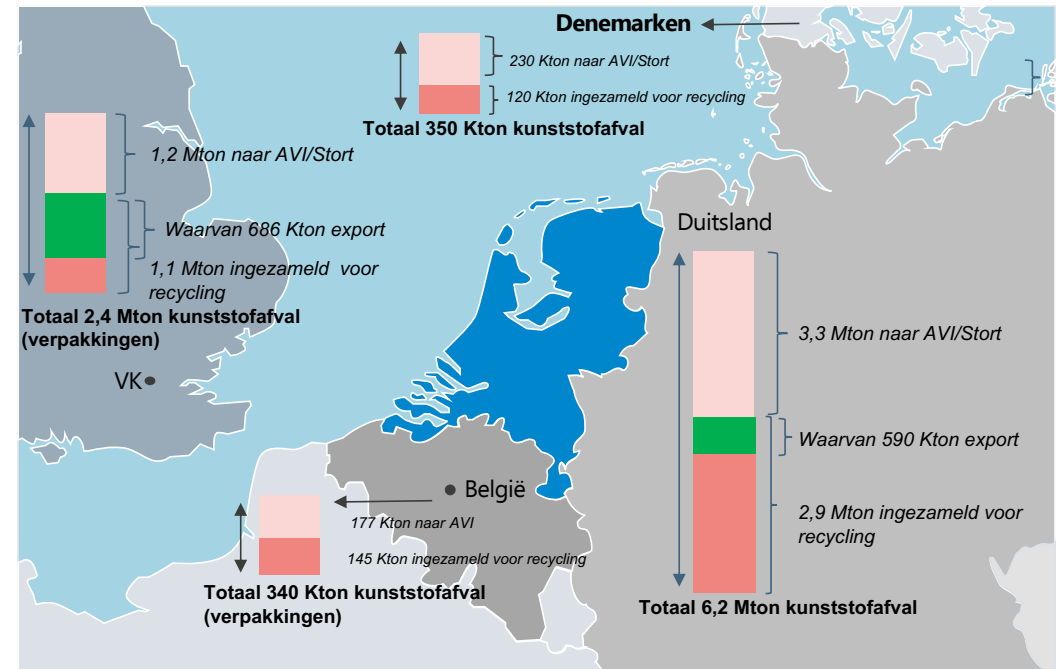 Denemarken
230 Kton naar AVI/Stort
120 Kton ingezameld voor recycling
Totaal 350 Kton kunststofafval
1,2 Mton naar AVI/Stort
Waarvan 686 Kton export
1,1 Mton ingezameld voor
recycling
Totaal 2,4 Mton kunststofafval
(verpakkingen)
VK
Duitsland
3,3 Mton naar AVI/Stort
Waarvan 590 Kton export
2,9 Mton ingezameld voor
recycling
Totaal 6,2 Mton kunststofafval
België
177 Kton naar AVI
145 Kton ingezameld voor recycling
Totaal 340 Kton kunststofafval
(verpakkingen)